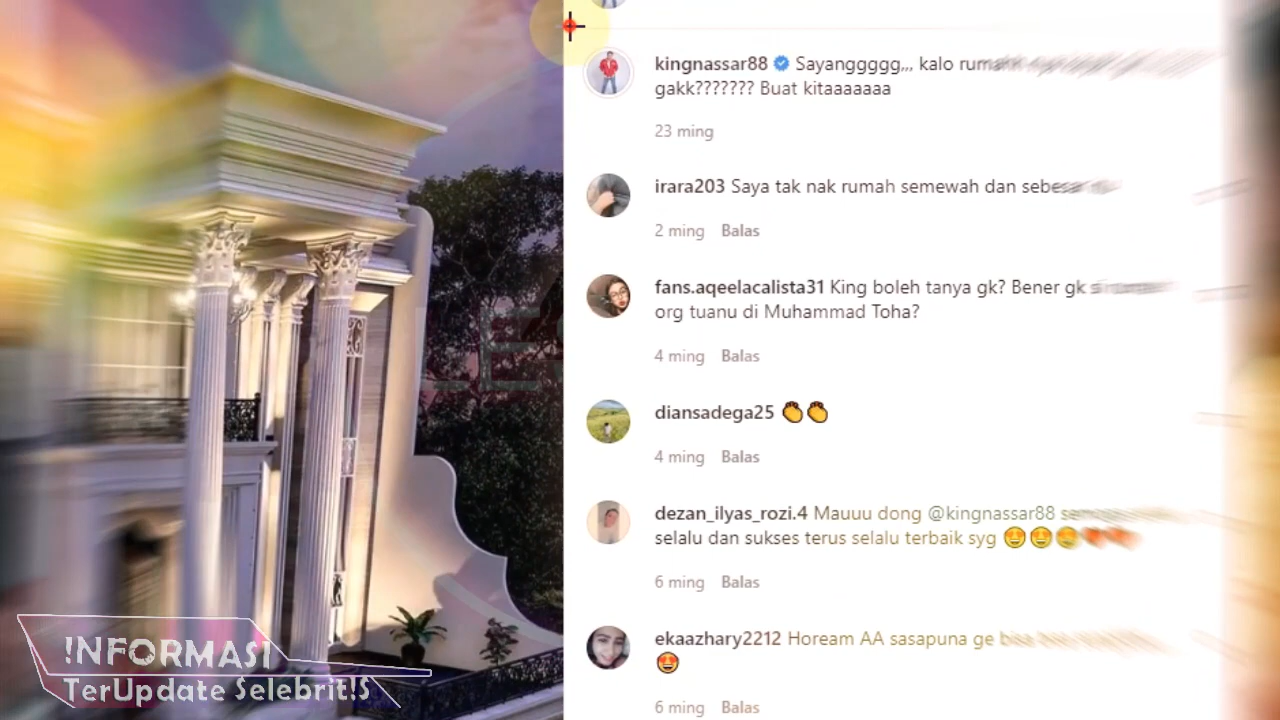 kingnassar88 Sayanggggg,,, kalo
gakk??????? Buat kitaaaaaaa
23 ming
irara203 Saya tak nak rumah semewah dan sebesar
2 ming Balas
fans.aqeelacalista31 King boleh tanya gk? Bener gk
org tuanu di Muhammad Toha?
4 ming Balas
diansadega25 👏👏
4 ming Balas
dezan_ilyas_rozi.4 Mauuu dong @kingnassar88
selalu dan sukses terus selalu terbaik syg 🤩🤩🤩
6 ming Balas
ekaazhary2212 Hoream AA sasapuna ge
🤩
6 ming Balas
!NFORMASI
TerUpdate Selebrit!S